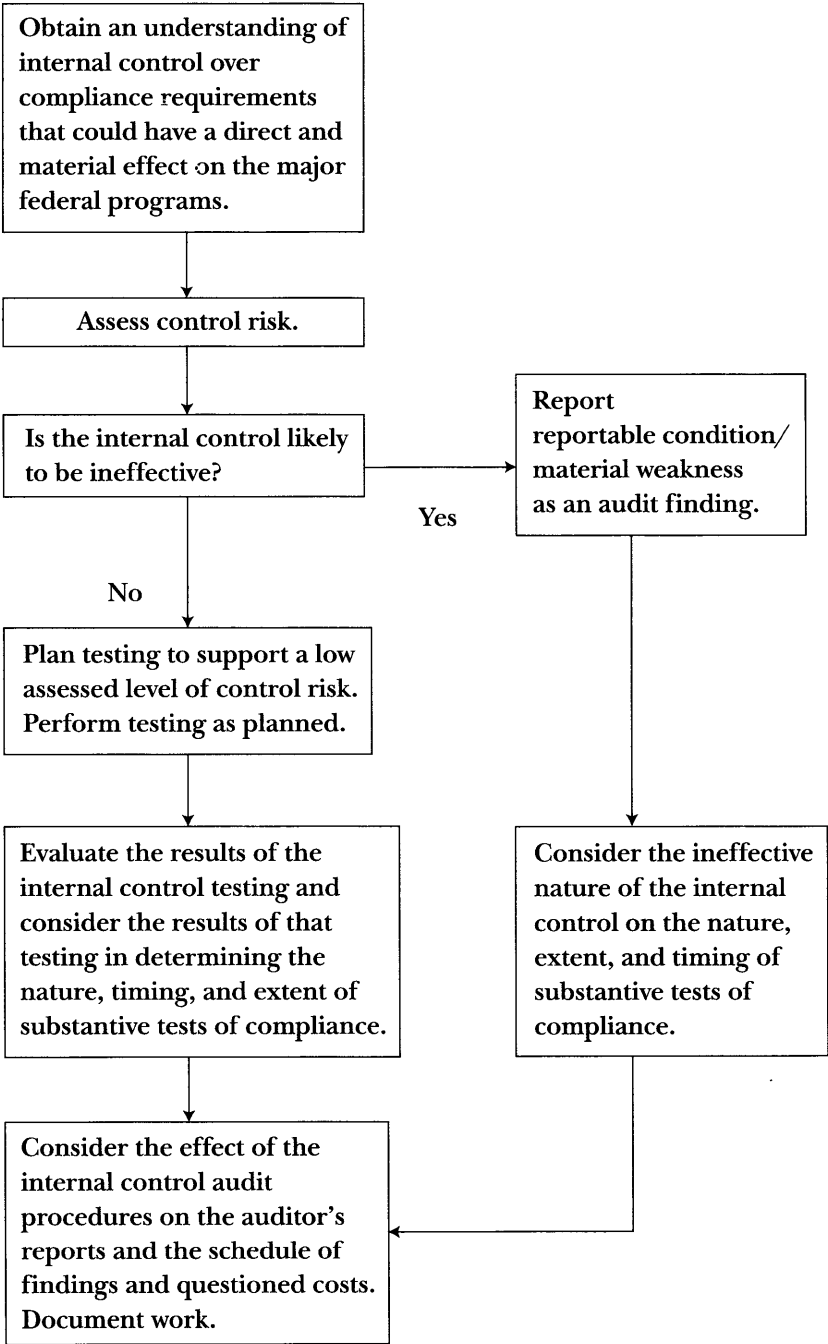 Obtain an understanding of
internal control over
compliance requirements
that could have a direct and
material effect on the major
federal programs.
Assess control risk.
Is the internal control likely
to be ineffective?
Yes
Report
reportable condition/
material weakness
as an audit finding.
No
Plan testing to support a low
assessed level of control risk.
Perform testing as planned.
Evaluate the results of the
internal control testing and
consider the results of that
testing in determining the
nature, timing, and extent of
substantive tests of compliance.
Consider the ineffective
nature of the internal
control on the nature,
extent, and timing of
substantive tests of
compliance.
Consider the effect of the
internal control audit
procedures on the auditor's
reports and the schedule of
findings and questioned costs.
Document work.